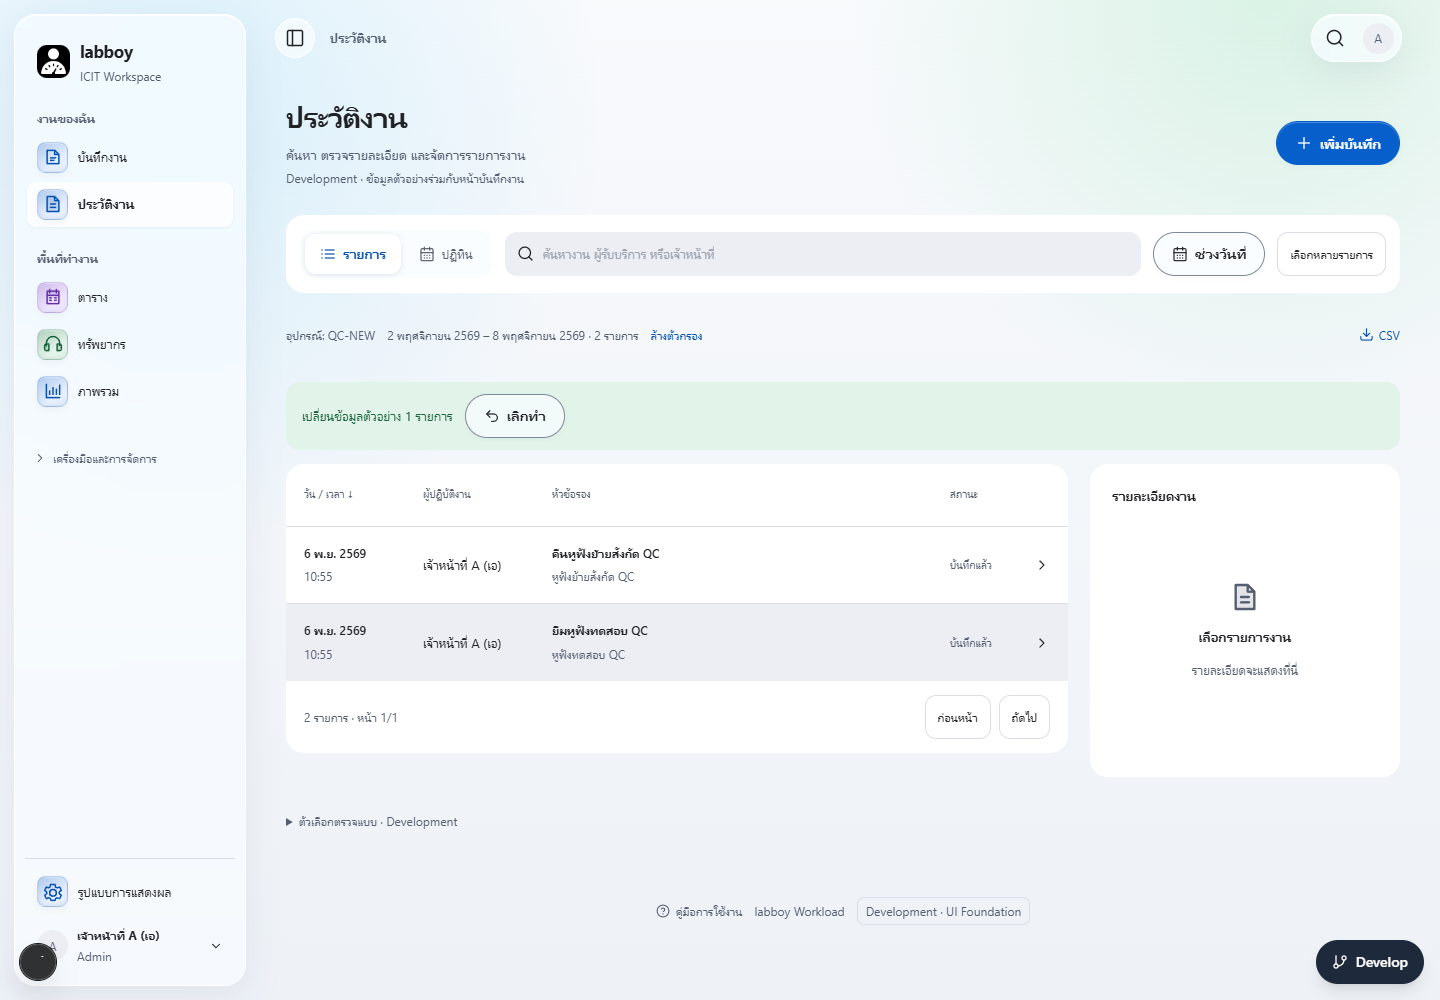 labboy
ICIT Workspace
งานของฉัน
บันทึกงาน
ประวัติงาน
พื้นที่ทำงาน
ตาราง
ทรัพยากร
ภาพรวม
เครื่องมือและการจัดการ
รูปแบบการแสดงผล
A
เจ้าหน้าที่ A (เอ)
Admin
ประวัติงาน
A
ประวัติงาน
ค้นหา ตรวจรายละเอียด และจัดการรายการงาน
Development · ข้อมูลตัวอย่างร่วมกับหน้าบันทึกงาน
เพิ่มบันทึก
รายการ
ปฏิทิน
ค้นหางาน ผู้รับบริการ หรือเจ้าหน้าที่
ช่วงวันที่
เลือกหลายรายการ
อุปกรณ์: QC-NEW 2 พฤศจิกายน 2569 – 8 พฤศจิกายน 2569 · 2 รายการ ล้างตัวกรอง
CSV
เปลี่ยนข้อมูลตัวอย่าง 1 รายการ
เลิกทำ
วัน / เวลา ↓ ผู้ปฏิบัติงาน หัวข้อรอง สถานะ
6 พ.ย. 2569
10:55
เจ้าหน้าที่ A (เอ)
คืนหูฟังย้ายสังกัด QC
หูฟังย้ายสังกัด QC
บันทึกแล้ว
6 พ.ย. 2569
10:55
เจ้าหน้าที่ A (เอ)
ยืมหูฟังทดสอบ QC
หูฟังทดสอบ QC
บันทึกแล้ว
2 รายการ · หน้า 1/1
ก่อนหน้า
ถัดไป
รายละเอียดงาน
เลือกรายการงาน
รายละเอียดจะแสดงที่นี่
ตัวเลือกตรวจแบบ · Development
คู่มือการใช้งาน labboy Workload Development · UI Foundation
Develop